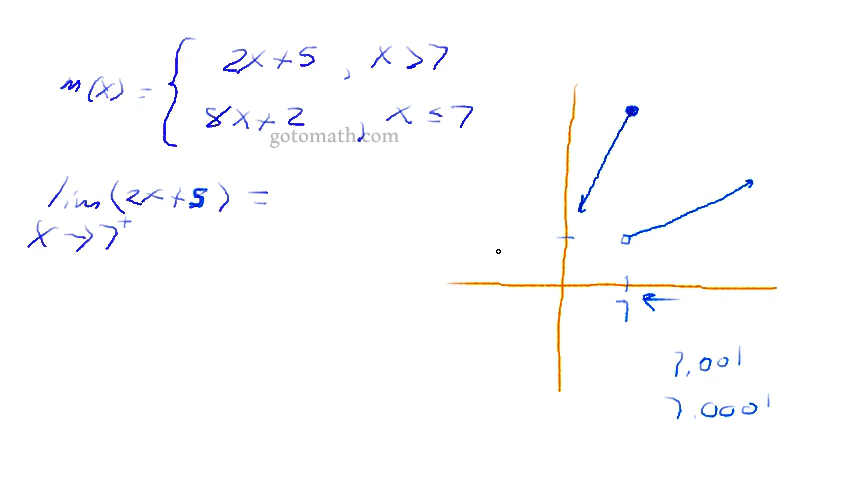 m(x) = { 2x+5 , x > 7
8x+2 , x ≤ 7
gotomath.com
lim (2x+5) =
x → 7⁺
7
7.001
7.0001